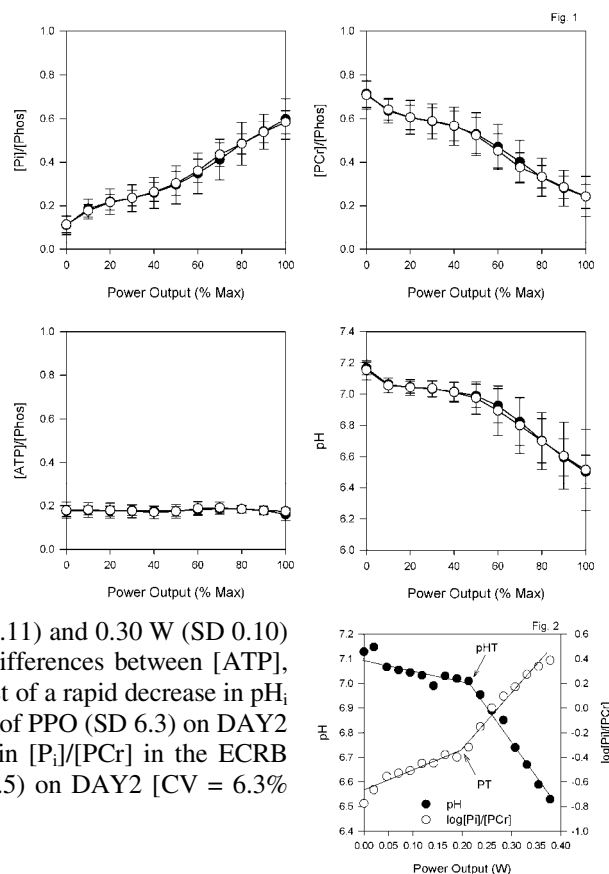 Fig. 1
1.0
0.8
0.6
0.4
0.2
0.0
0 20 40 60 80 100
[Pi]/[Phos]
Power Output (% Max)
1.0
0.8
0.6
0.4
0.2
0.0
0 20 40 60 80 100
[PCr]/[Phos]
Power Output (% Max)
1.0
0.8
0.6
0.4
0.2
0.0
0 20 40 60 80 100
[ATP]/[Phos]
Power Output (% Max)
7.4
7.2
7.0
6.8
6.6
6.4
6.2
6.0
0 20 40 60 80 100
pH
Power Output (% Max)
.11) and 0.30 W (SD 0.10)
ifferences between [ATP],
t of a rapid decrease in pHi
of PPO (SD 6.3) on DAY2
in [Pi]/[PCr] in the ECRB
.5) on DAY2 [CV = 6.3%
Fig. 2
7.2
7.1
7.0
6.9
6.8
6.7
6.6
6.5
6.4
pH
0.6
0.4
0.2
0.0
-0.2
-0.4
-0.6
-0.8
-1.0
log[Pi]/[PCr]
pHT
PT
pH
log[Pi]/[PCr]
0.00 0.05 0.10 0.15 0.20 0.25 0.30 0.35 0.40
Power Output (W)